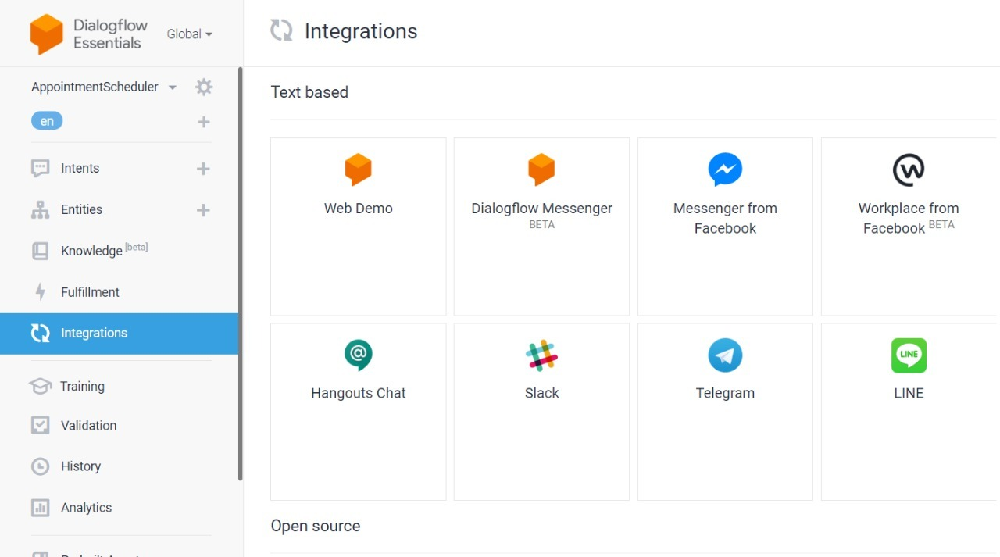 Dialogflow
Essentials
Global
AppointmentScheduler
en
Intents
Entities
Knowledge [beta]
Fulfillment
Integrations
Training
Validation
History
Analytics
Integrations
Text based
Web Demo
Dialogflow Messenger
BETA
Messenger from
Facebook
Workplace from
Facebook BETA
Hangouts Chat
Slack
Telegram
LINE
LINE
Open source